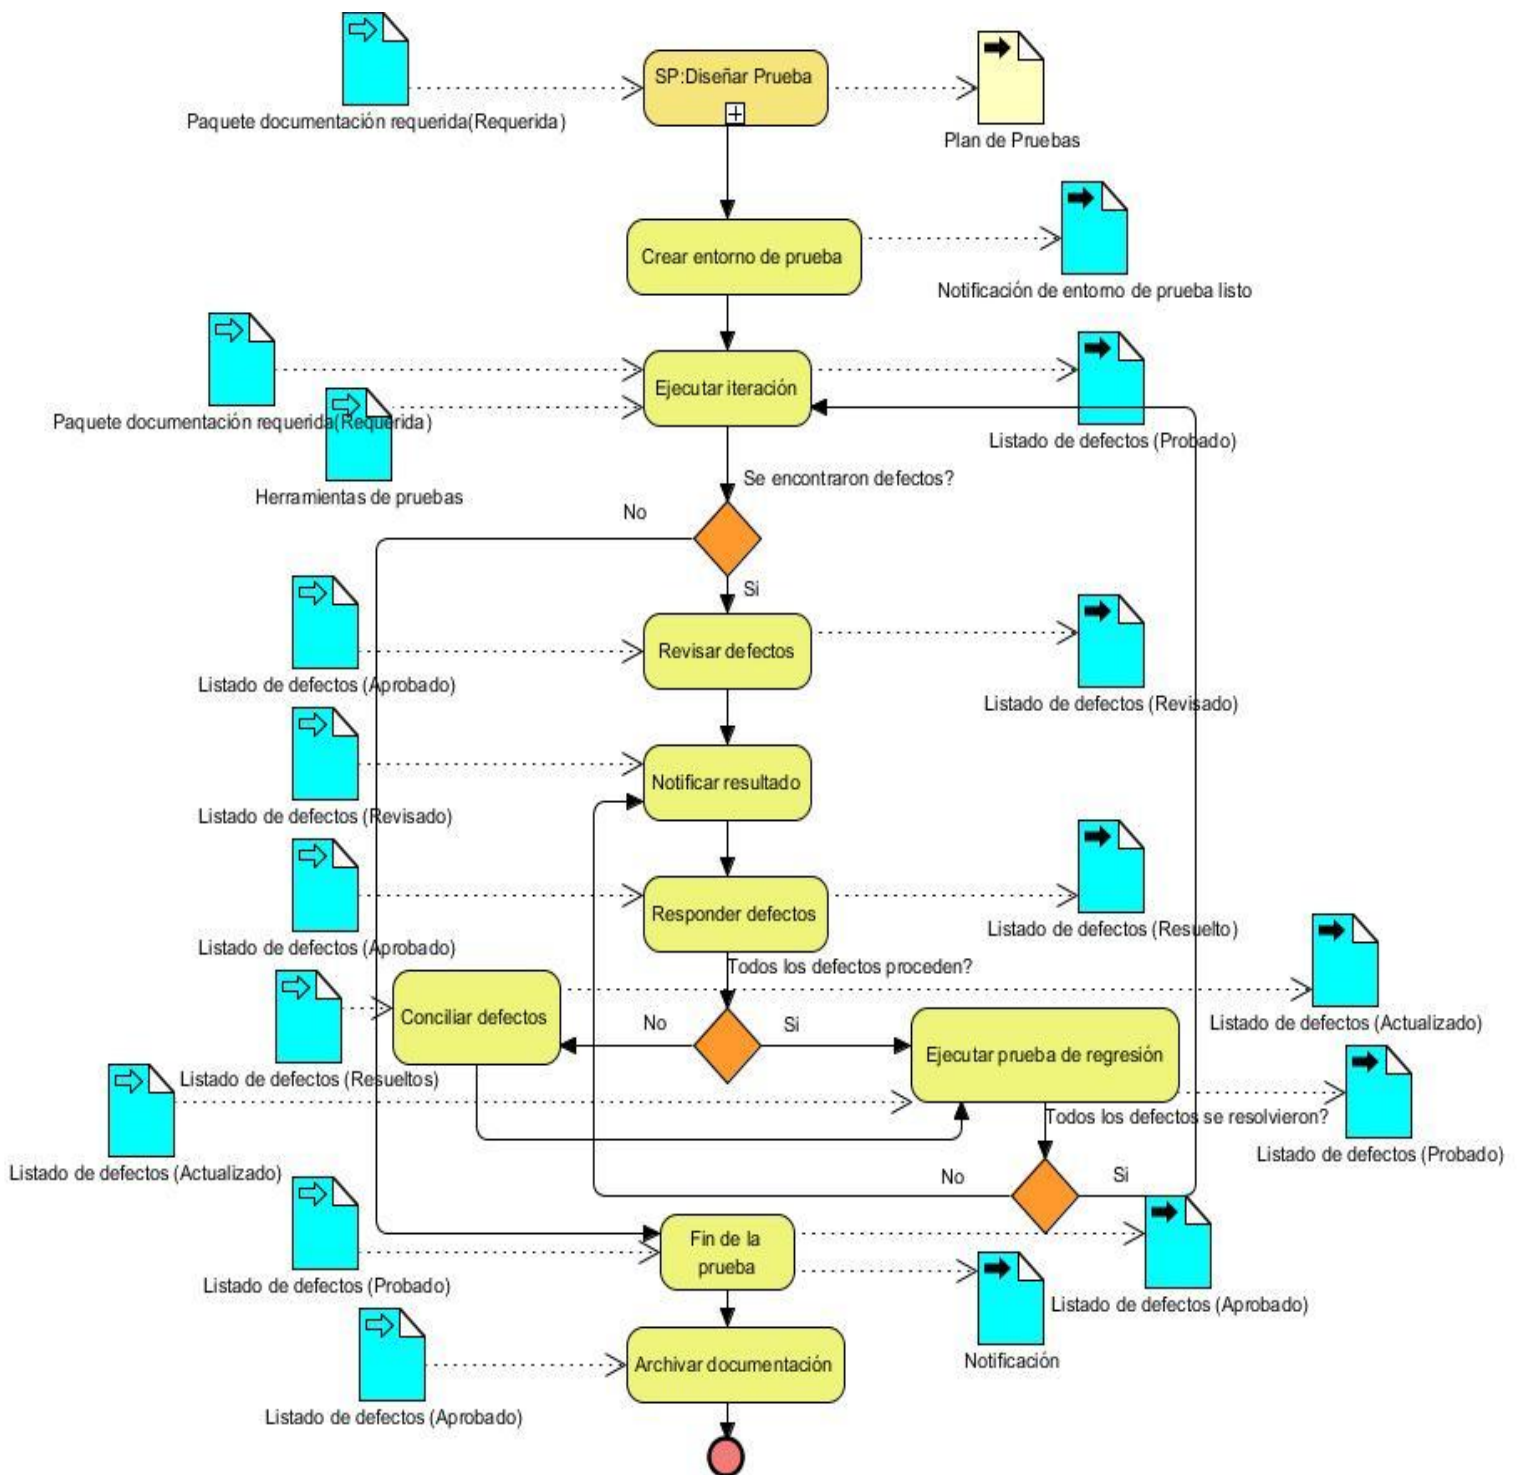 SP:Diseñar Prueba
Paquete documentación requerida(Requerida)
Plan de Pruebas
Crear entorno de prueba
Notificación de entorno de prueba listo
Ejecutar iteración
Paquete documentación requerida(Requerida)
Listado de defectos (Probado)
Herramientas de pruebas
Se encontraron defectos?
No
Si
Revisar defectos
Listado de defectos (Aprobado)
Listado de defectos (Revisado)
Notificar resultado
Listado de defectos (Revisado)
Responder defectos
Listado de defectos (Aprobado)
Listado de defectos (Resuelto)
Todos los defectos proceden?
Conciliar defectos
No
Si
Listado de defectos (Actualizado)
Ejecutar prueba de regresión
Listado de defectos (Resueltos)
Todos los defectos se resolvieron?
Listado de defectos (Probado)
Listado de defectos (Actualizado)
No
Si
Fin de la
prueba
Listado de defectos (Probado)
Listado de defectos (Aprobado)
Notificación
Archivar documentación
Listado de defectos (Aprobado)